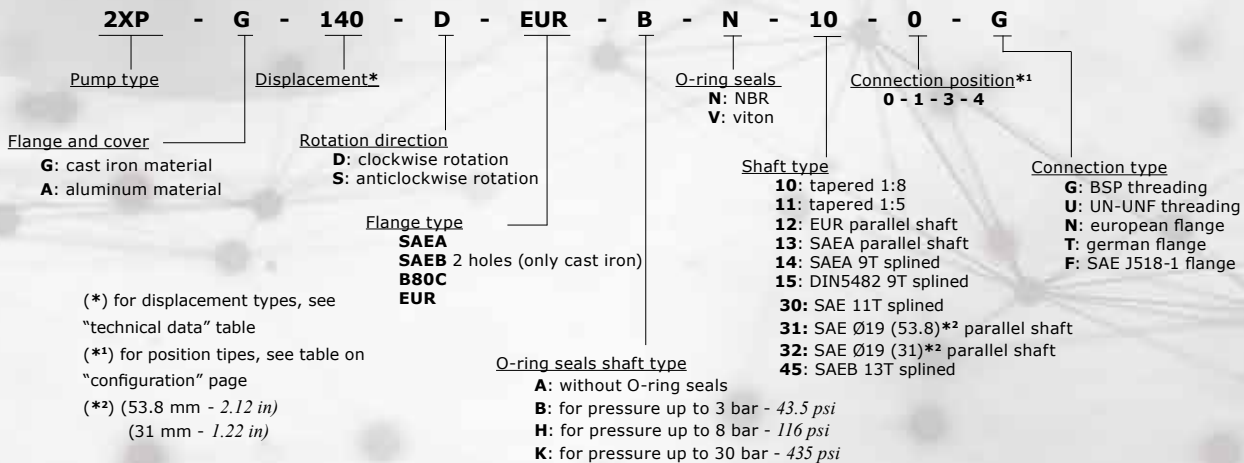 2XP - G - 140 - D - EUR - B - N - 10 - 0 - G
Pump type
Displacement*
O-ring seals
N: NBR
V: viton
Connection position*¹
0 - 1 - 3 - 4
Flange and cover
G: cast iron material
A: aluminum material
Rotation direction
D: clockwise rotation
S: anticlockwise rotation
Flange type
SAEA
SAEB 2 holes (only cast iron)
B80C
EUR
Shaft type
10: tapered 1:8
11: tapered 1:5
12: EUR parallel shaft
13: SAEA parallel shaft
14: SAEA 9T splined
15: DIN5482 9T splined
30: SAE 11T splined
31: SAE Ø19 (53.8)*² parallel shaft
32: SAE Ø19 (31)*² parallel shaft
45: SAEB 13T splined
Connection type
G: BSP threading
U: UN-UNF threading
N: european flange
T: german flange
F: SAE J518-1 flange
(*) for displacement types, see
"technical data" table
(*¹) for position tipes, see table on
"configuration" page
(*²) (53.8 mm - 2.12 in)
(31 mm - 1.22 in)
O-ring seals shaft type
A: without O-ring seals
B: for pressure up to 3 bar - 43.5 psi
H: for pressure up to 8 bar - 116 psi
K: for pressure up to 30 bar - 435 psi